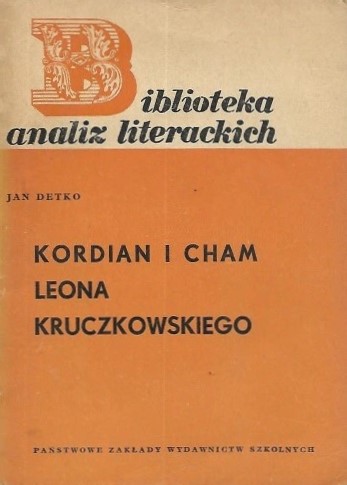 Biblioteka
analiz literackich
JAN DETKO
KORDIAN I CHAM
LEONA
KRUCZKOWSKIEGO
PAŃSTWOWE ZAKŁADY WYDAWNICTW SZKOLNYCH